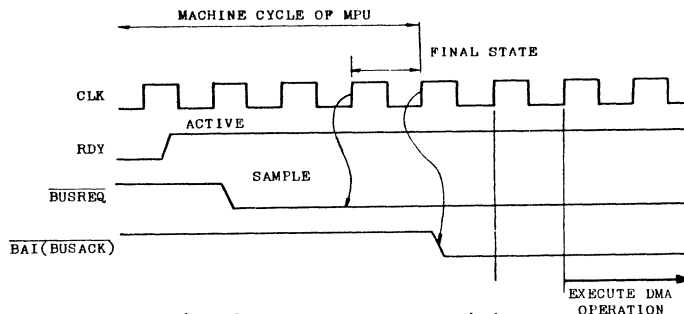 MACHINE CYCLE OF MPU
FINAL STATE
CLK
ACTIVE
RDY
SAMPLE
BUSREQ
BAI(BUSACK)
EXECUTE DMA
OPERATION